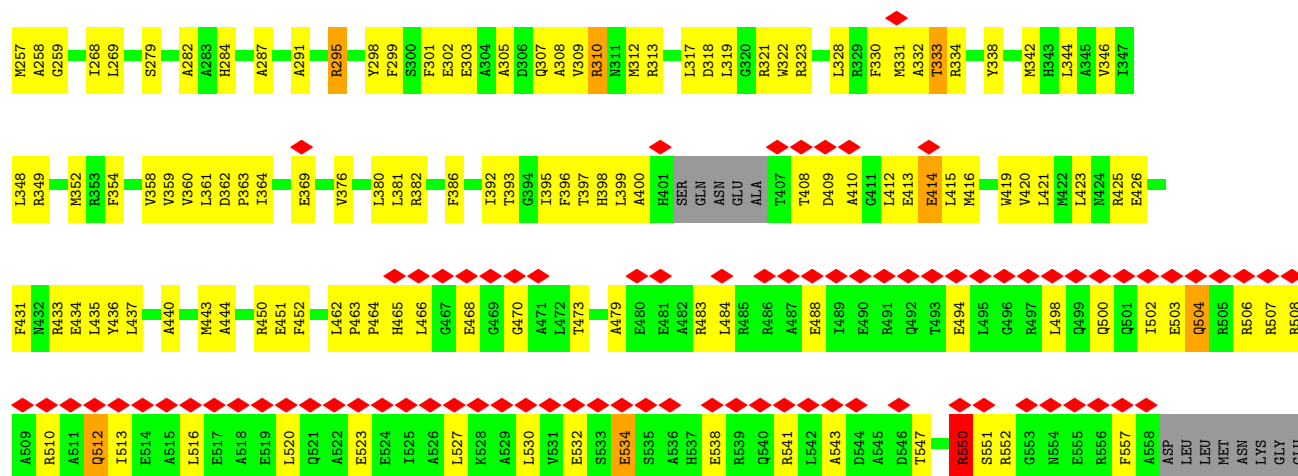 M257 A258 G259 I268 L269 S279 A282 A283 H284 A287 A291 R295 Y298 F299 S300 F301 E302 E303 A304 A305 D306 Q307 A308 V309 R310 N311 M312 R313 L317 D318 L319 G320 R321 W322 R323 L328 R329 F330 M331 A332 T333 R334 Y338 M342 H343 L344 A345 V346 I347
L348 R349 M352 R353 F354 V358 V359 V360 L361 D362 P363 I364 E369 V376 L380 L381 R382 F386 I392 T393 G394 I395 F396 T397 H398 L399 A400 H401 SER GLN ASN GLU ALA T407 T408 D409 A410 G411 L412 E413 E414 L415 M416 W419 V420 L421 M422 L423 N424 R425 E426
F431 N432 R433 E434 L435 Y436 L437 A440 M443 A444 R450 E451 F452 L462 P463 P464 H465 L466 G467 E468 G469 G470 A471 L472 T473 A479 E480 E481 A482 R483 L484 R485 R486 A487 E488 I489 E490 R491 Q492 T493 E494 L495 G496 R497 L498 Q499 Q500 Q501 I502 E503 Q504 R505 R506 R507 R508
A509 R510 A511 Q512 I513 E514 A515 L516 E517 A518 E519 L520 Q521 A522 E523 E524 I525 A526 L527 K528 A529 L530 V531 E532 S533 E534 S535 A536 H537 E538 R539 Q540 R541 L542 A543 D544 A545 D546 T547 R550 S551 R552 G553 N554 E555 R556 F557 A558 ASP LEU LEU MET ASN LYS GLY